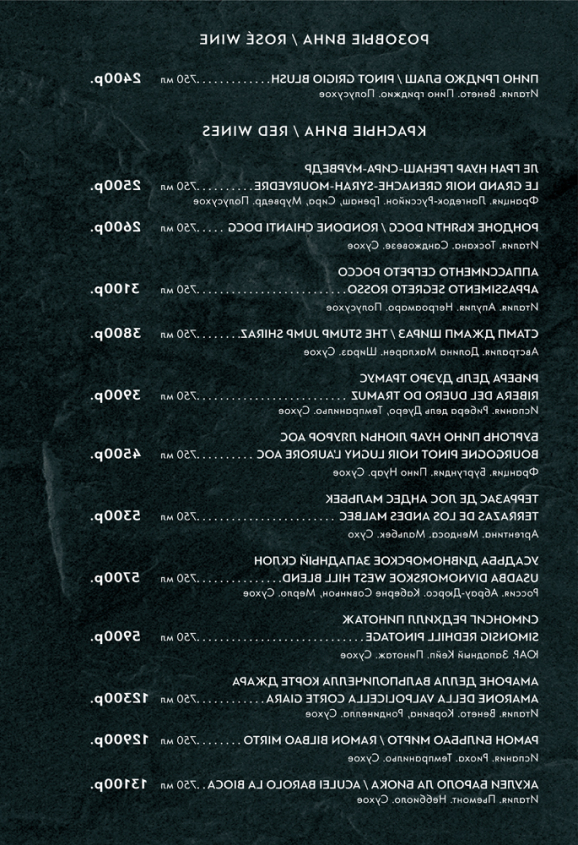 РОЗОВЫЕ ВИНА / ROSÉ WINE
ПИНО ГРИДЖИО БЛАШ / PINOT GRIGIO BLUSH.............750 мл 2400р.
Италия. Венето. Пино гриджио. Полусухое
КРАСНЫЕ ВИНА / RED WINES
ЛЕ ГРАН НУАР ГРЕНАШ-СИРА-МУРВЕДР
LE GRAND NOIR GRENACHE-SYRAH-MOURVEDRE..........750 мл 2500р.
Франция. Лангедок-Руссийон. Гренаш, Сира, Мурведр. Полусухое
РОНДОНЕ КЬЯНТИ DOCG / RONDONE CHIANTI DOCG .....750 мл 2600р.
Италия. Тоскана. Санджовезе. Сухое
АППАССИМЕНТО СЕГРЕТО РОССО
APPASSIMENTO SEGRETO ROSSO.........................750 мл 3100р.
Италия. Апулия. Негроамаро. Полусухое
СТАМП ДЖАМП ШИРАЗ / THE STUMP JUMP SHIRAZ........750 мл 3800р.
Австралия. Долина Макларен. Шираз. Сухое
РИБЕРА ДЕЛЬ ДУЭРО ТРАМУС
RIBERA DEL DUERO DO TRAMUZ .........................750 мл 3900р.
Испания. Рибера дель Дуеро, Темпранильо. Сухое
БУРГОНЬ ПИНО НУАР ЛЮНЬИ ЛЯУРОР АОС
BOURGOGNE PINOT NOIR LUGNY L'AURORE AOC ..........750 мл 4500р.
Франция. Бургундия. Пино Нуар. Сухое
ТЕРРАЗАС ДЕ ЛОС АНДЕС МАЛЬБЕК
TERRAZAS DE LOS ANDES MALBEC .......................750 мл 5300р.
Аргентина. Мендоса. Мальбек. Сухо
УСАДЬБА ДИВНОМОРСКОЕ ЗАПАДНЫЙ СКЛОН
USADBA DIVNOMORSKOE WEST HILL BLEND..............750 мл 5700р.
Россия. Абрау-Дюрсо. Каберне Совиньон, Мерло. Сухое
СИМОНСИГ РЕДХИЛЛ ПИНОТАЖ
SIMONSIG REDHILL PINOTAGE............................750 мл 5900р.
ЮАР. Западный Кейп. Пинотаж. Сухое
АМАРОНЕ ДЕЛЛА ВАЛЬПОЛИЧЕЛЛА КОРТЕ ДЖАРА
AMARONE DELLA VALPOLICELLA CORTE GIARA............750 мл 12300р.
Италия. Венето. Корвина, Рондинелла. Сухое
РАМОН БИЛЬБАО МИРТО / RAMON BILBAO MIRTO ........750 мл 12900р.
Испания. Риоха. Темпранильо. Сухое
АКУЛЕИ БАРОЛО ЛА БИОКА / ACULEI BAROLO LA BIOCA..750 мл 13100р.
Италия. Пьемонт. Неббиоло. Сухое